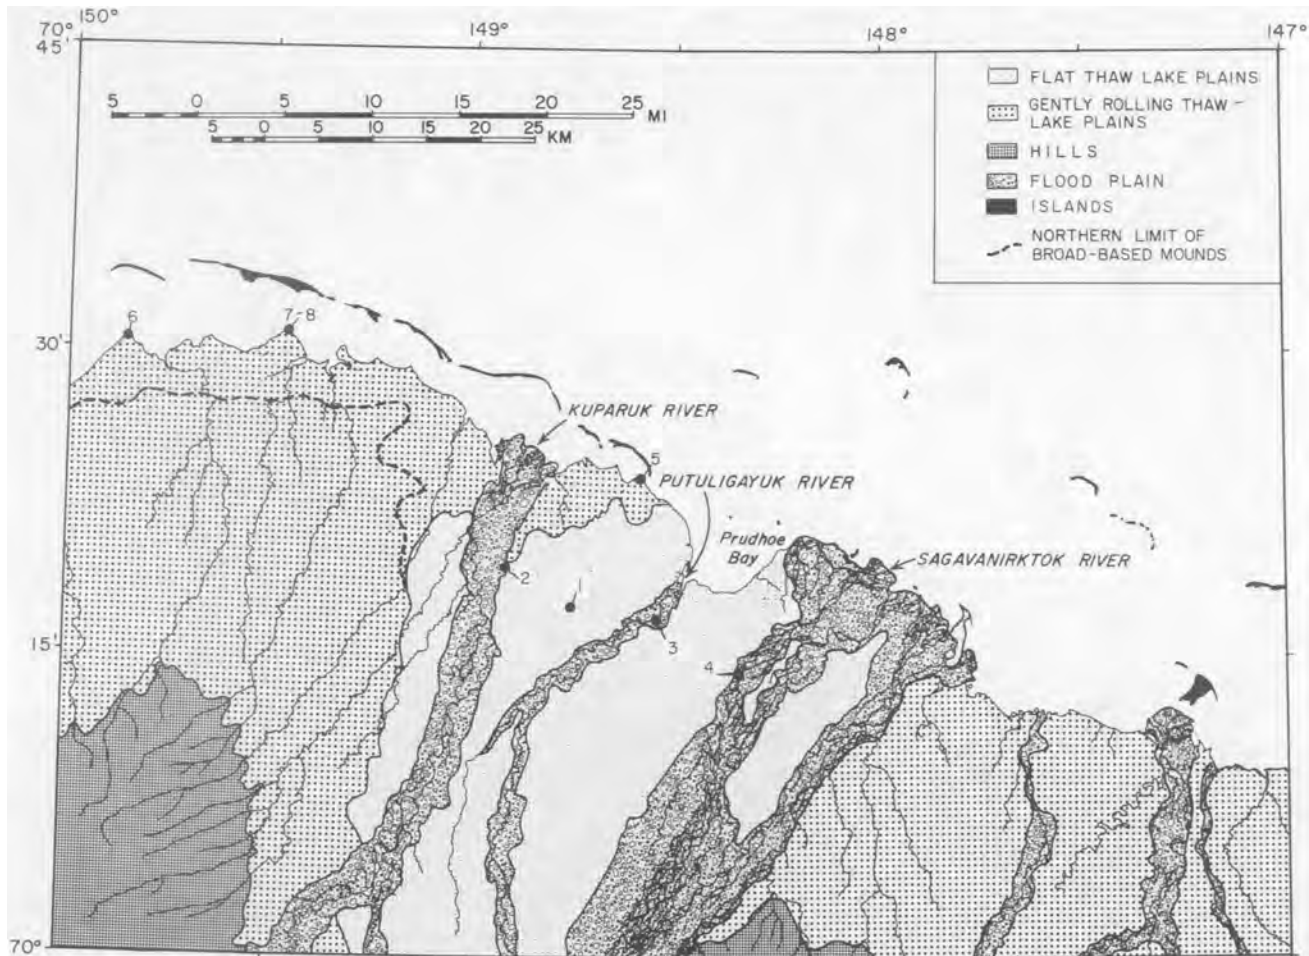 150° 149° 148° 147°
70°
45'
5 0 5 10 15 20 25 MI
5 0 5 10 15 20 25 KM
FLAT THAW LAKE PLAINS
GENTLY ROLLING THAW-
LAKE PLAINS
HILLS
FLOOD PLAIN
ISLANDS
NORTHERN LIMIT OF
BROAD-BASED MOUNDS
6
7-8
30'
KUPARUK RIVER
5
PUTULIGAYUK RIVER
Prudhoe
Bay
SAGAVANIRKTOK RIVER
2
1
3
15'
4
70°